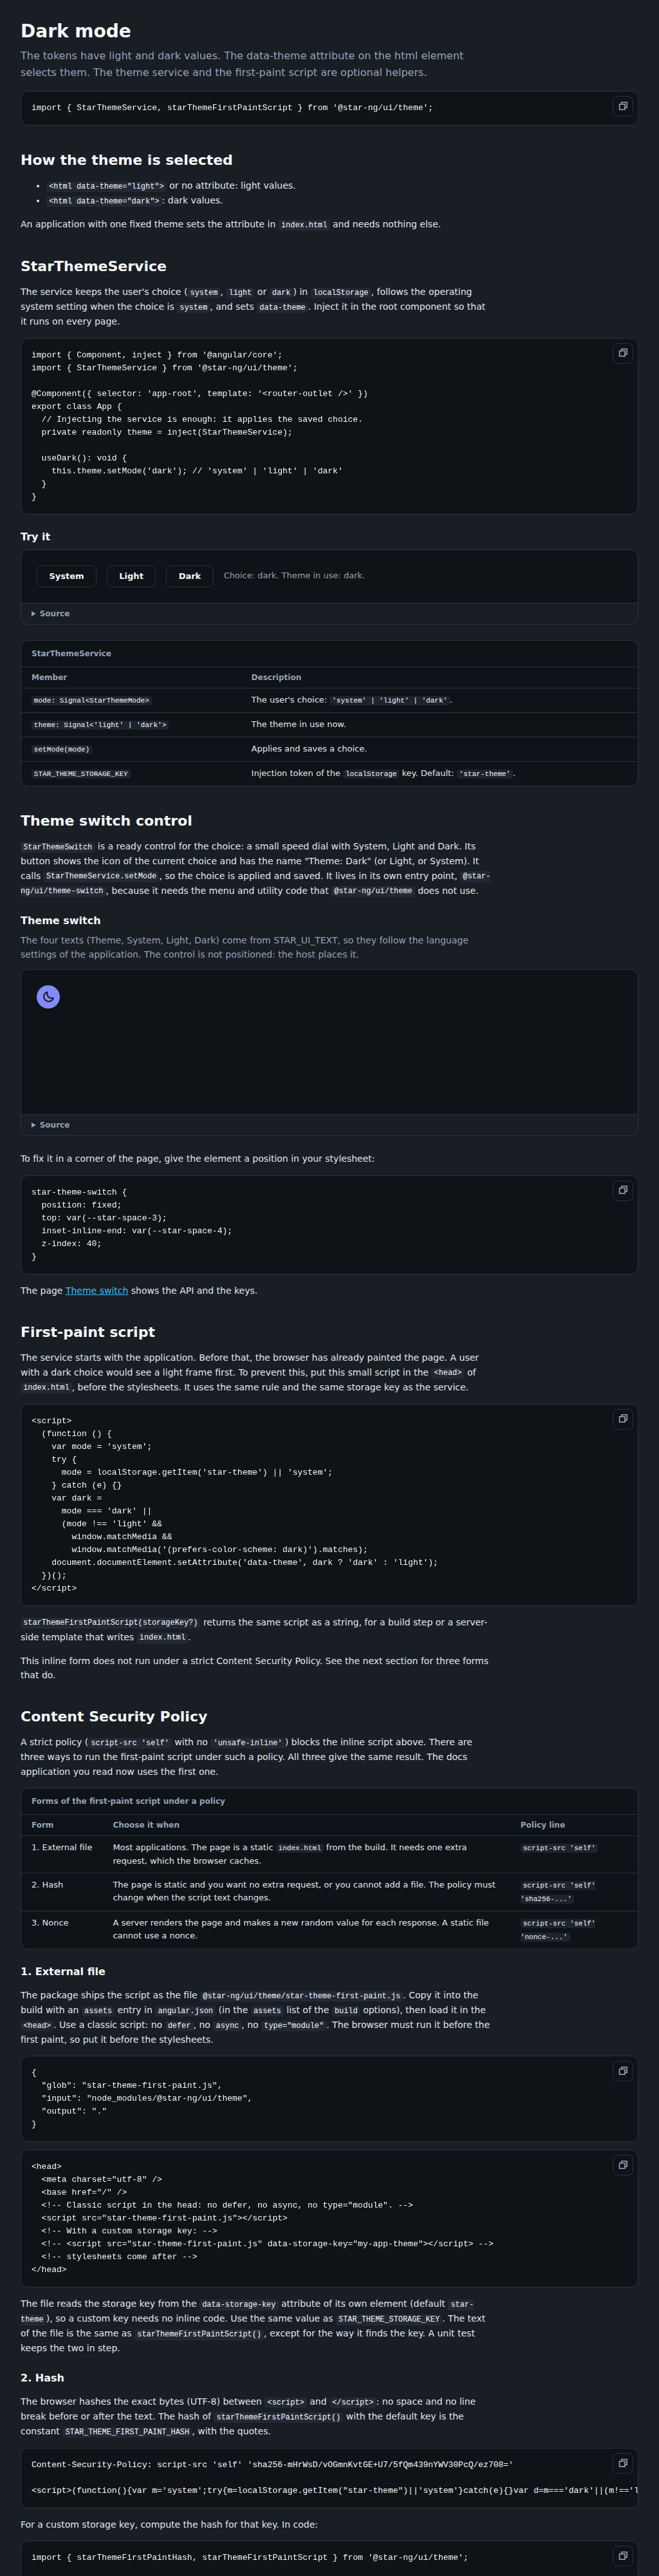 Dark mode
The tokens have light and dark values. The data-theme attribute on the html element
selects them. The theme service and the first-paint script are optional helpers.
import { StarThemeService, starThemeFirstPaintScript } from '@star-ng/ui/theme';
How the theme is selected
• <html data-theme="light"> or no attribute: light values.
• <html data-theme="dark">: dark values.
An application with one fixed theme sets the attribute in index.html and needs nothing else.
StarThemeService
The service keeps the user's choice (system, light or dark) in localStorage, follows the operating
system setting when the choice is system, and sets data-theme. Inject it in the root component so that
it runs on every page.
import { Component, inject } from '@angular/core';
import { StarThemeService } from '@star-ng/ui/theme';
@Component({ selector: 'app-root', template: '<router-outlet />' })
export class App {
// Injecting the service is enough: it applies the saved choice.
private readonly theme = inject(StarThemeService);
useDark(): void {
this.theme.setMode('dark'); // 'system' | 'light' | 'dark'
}
}
Try it
System Light Dark Choice: dark. Theme in use: dark.
▶ Source
StarThemeService
Member Description
mode: Signal<StarThemeMode> The user's choice: 'system' | 'light' | 'dark'.
theme: Signal<'light' | 'dark'> The theme in use now.
setMode(mode) Applies and saves a choice.
STAR_THEME_STORAGE_KEY Injection token of the localStorage key. Default: 'star-theme'.
Theme switch control
StarThemeSwitch is a ready control for the choice: a small speed dial with System, Light and Dark. Its
button shows the icon of the current choice and has the name "Theme: Dark" (or Light, or System). It
calls StarThemeService.setMode, so the choice is applied and saved. It lives in its own entry point, @star-
ng/ui/theme-switch, because it needs the menu and utility code that @star-ng/ui/theme does not use.
Theme switch
The four texts (Theme, System, Light, Dark) come from STAR_UI_TEXT, so they follow the language
settings of the application. The control is not positioned: the host places it.
▶ Source
To fix it in a corner of the page, give the element a position in your stylesheet:
star-theme-switch {
position: fixed;
top: var(--star-space-3);
inset-inline-end: var(--star-space-4);
z-index: 40;
}
The page Theme switch shows the API and the keys.
First-paint script
The service starts with the application. Before that, the browser has already painted the page. A user
with a dark choice would see a light frame first. To prevent this, put this small script in the <head> of
index.html, before the stylesheets. It uses the same rule and the same storage key as the service.
<script>
(function () {
var mode = 'system';
try {
mode = localStorage.getItem('star-theme') || 'system';
} catch (e) {}
var dark =
mode === 'dark' ||
(mode !== 'light' &&
window.matchMedia &&
window.matchMedia('(prefers-color-scheme: dark)').matches);
document.documentElement.setAttribute('data-theme', dark ? 'dark' : 'light');
})();
</script>
starThemeFirstPaintScript(storageKey?) returns the same script as a string, for a build step or a server-
side template that writes index.html.
This inline form does not run under a strict Content Security Policy. See the next section for three forms
that do.
Content Security Policy
A strict policy (script-src 'self' with no 'unsafe-inline') blocks the inline script above. There are
three ways to run the first-paint script under such a policy. All three give the same result. The docs
application you read now uses the first one.
Forms of the first-paint script under a policy
Form Choose it when Policy line
1. External file Most applications. The page is a static index.html from the build. It needs one extra script-src 'self'
request, which the browser caches.
2. Hash The page is static and you want no extra request, or you cannot add a file. The policy must script-src 'self'
change when the script text changes. 'sha256-...'
3. Nonce A server renders the page and makes a new random value for each response. A static file script-src 'self'
cannot use a nonce. 'nonce-...'
1. External file
The package ships the script as the file @star-ng/ui/theme/star-theme-first-paint.js. Copy it into the
build with an assets entry in angular.json (in the assets list of the build options), then load it in the
<head>. Use a classic script: no defer, no async, no type="module". The browser must run it before the
first paint, so put it before the stylesheets.
{
"glob": "star-theme-first-paint.js",
"input": "node_modules/@star-ng/ui/theme",
"output": "."
}
<head>
<meta charset="utf-8" />
<base href="/" />
<!-- Classic script in the head: no defer, no async, no type="module". -->
<script src="star-theme-first-paint.js"></script>
<!-- With a custom storage key: -->
<!-- <script src="star-theme-first-paint.js" data-storage-key="my-app-theme"></script> -->
<!-- stylesheets come after -->
</head>
The file reads the storage key from the data-storage-key attribute of its own element (default star-
theme), so a custom key needs no inline code. Use the same value as STAR_THEME_STORAGE_KEY. The text
of the file is the same as starThemeFirstPaintScript(), except for the way it finds the key. A unit test
keeps the two in step.
2. Hash
The browser hashes the exact bytes (UTF-8) between <script> and </script>: no space and no line
break before or after the text. The hash of starThemeFirstPaintScript() with the default key is the
constant STAR_THEME_FIRST_PAINT_HASH, with the quotes.
Content-Security-Policy: script-src 'self' 'sha256-mHrWsD/vOGmnKvtGE+U7/5fQm439nYWV30PcQ/ez708='
<script>(function(){var m='system';try{m=localStorage.getItem("star-theme")||'system'}catch(e){}var d=m==='dark'||(m!=='l
For a custom storage key, compute the hash for that key. In code:
import { starThemeFirstPaintHash, starThemeFirstPaintScript } from '@star-ng/ui/theme';